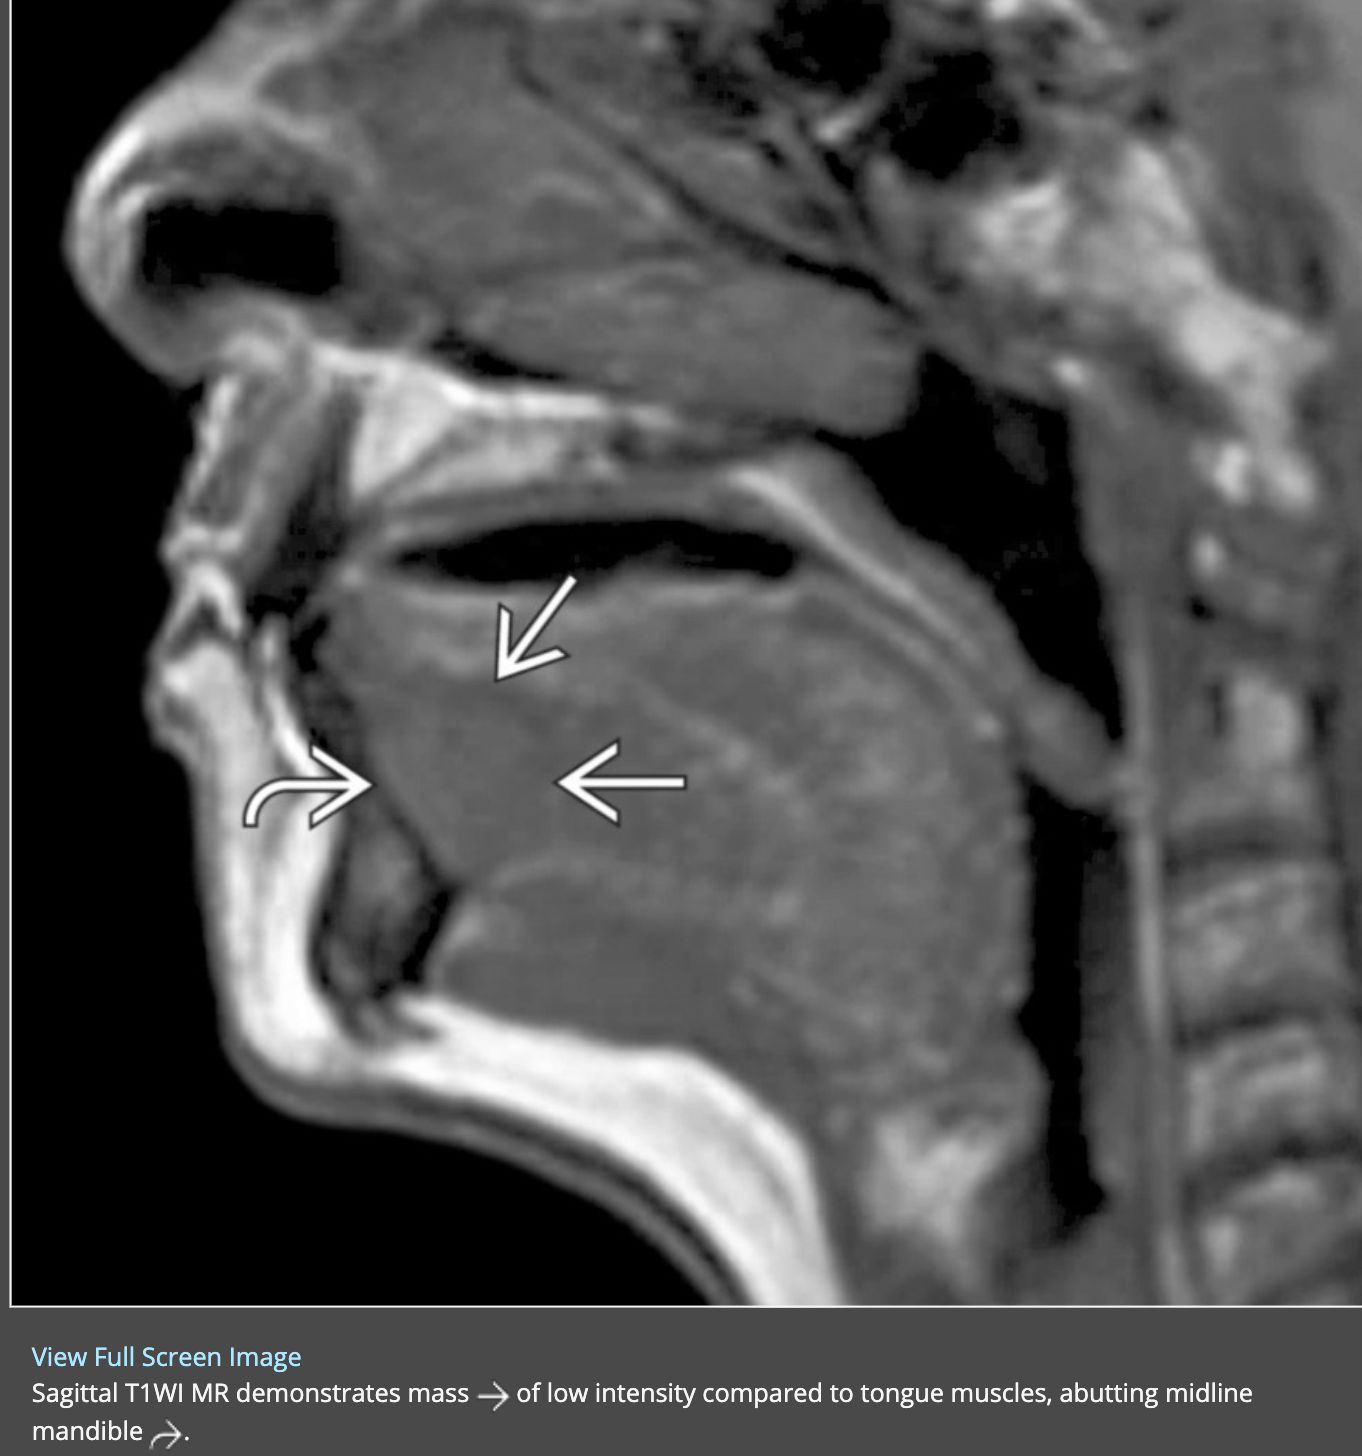 View Full Screen Image
Sagittal T1WI MR demonstrates mass of low intensity compared to tongue muscles, abutting midline
mandible .